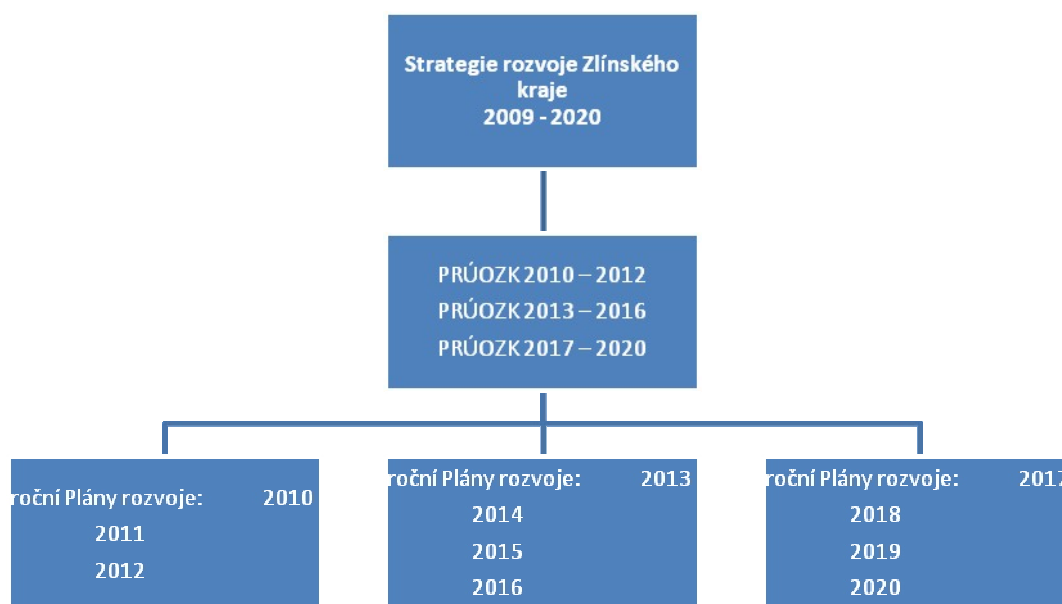 Strategie rozvoje Zlínského
kraje
2009 - 2020
PRÚOZK 2010 – 2012
PRÚOZK 2013 – 2016
PRÚOZK 2017 – 2020
roční Plány rozvoje: 2010
2011
2012
roční Plány rozvoje: 2013
2014
2015
2016
roční Plány rozvoje: 2017
2018
2019
2020